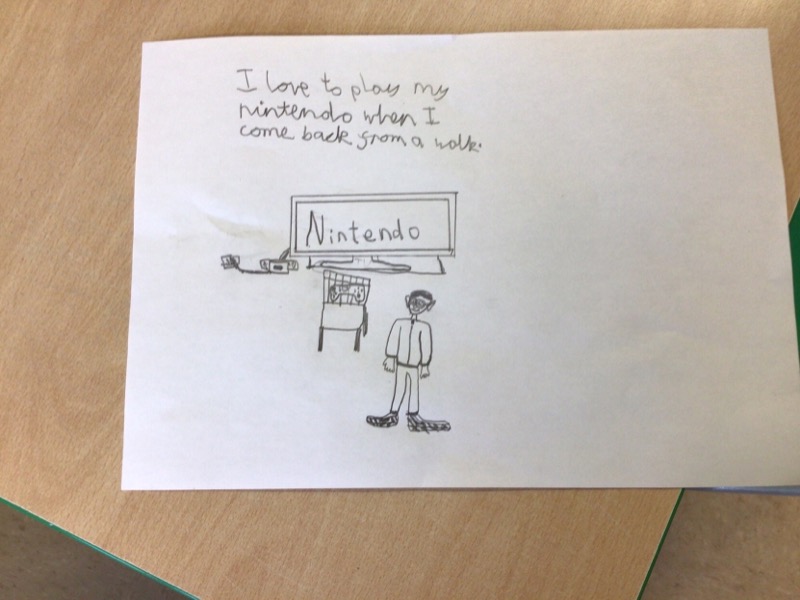 I love to play my
nintendo when I
come back from a walk.
Nintendo